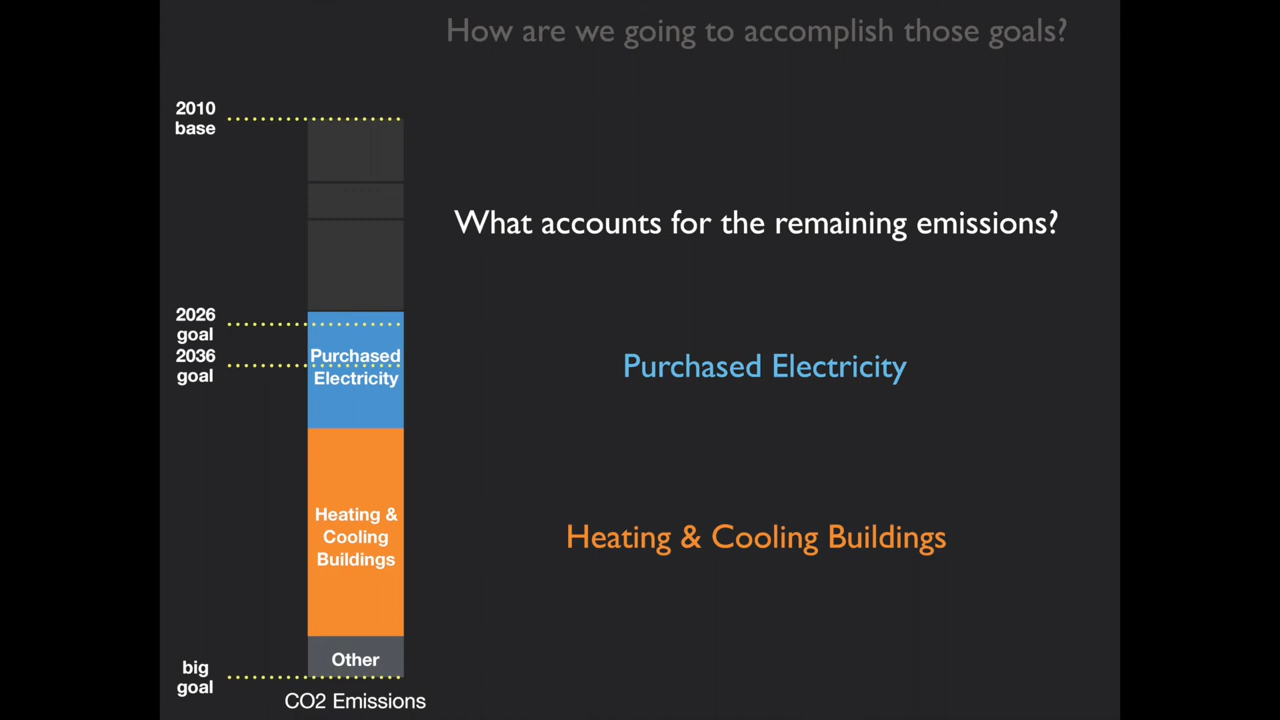 How are we going to accomplish those goals?
2010
base
What accounts for the remaining emissions?
2026
goal
2036
goal
Purchased
Electricity
Purchased Electricity
Heating &
Cooling
Buildings
Heating & Cooling Buildings
Other
big
goal
CO2 Emissions